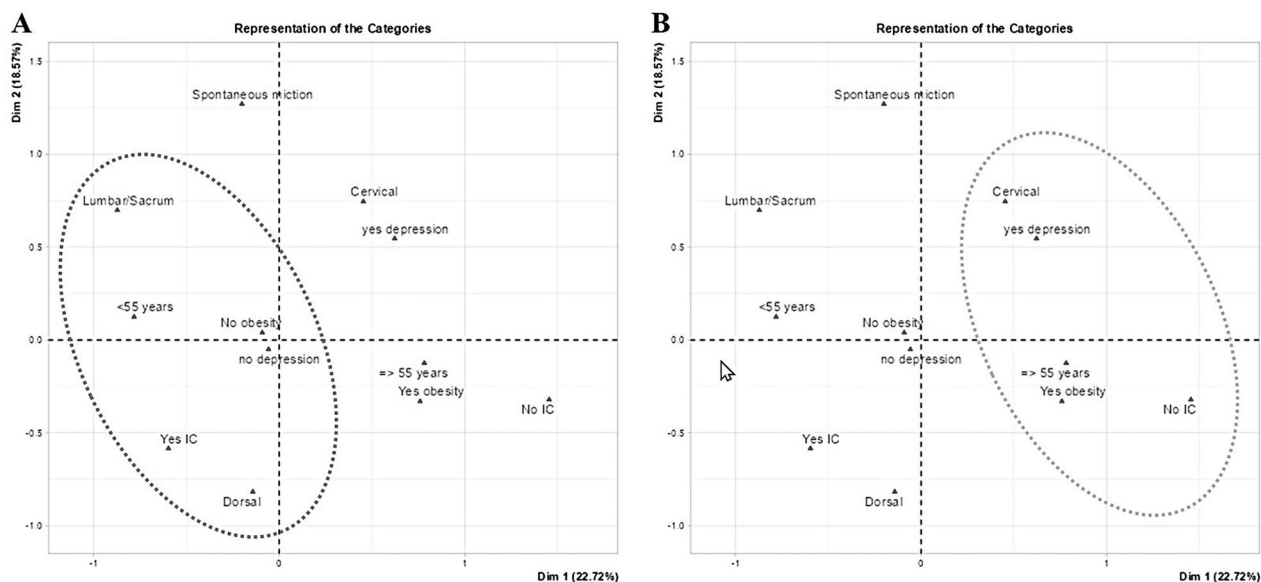 A
Representation of the Categories
Dim 2 (18.57%)
1.5
1.0
0.5
0.0
-0.5
-1.0
Spontaneous miction
Lumbar/Sacrum
Cervical
yes depression
<55 years
No obesity
no depression
=> 55 years
Yes obesity
No IC
Yes IC
Dorsal
-1
0
1
Dim 1 (22.72%)
B
Representation of the Categories
Dim 2 (18.57%)
1.5
1.0
0.5
0.0
-0.5
-1.0
Spontaneous miction
Lumbar/Sacrum
Cervical
yes depression
<55 years
No obesity
no depression
=> 55 years
Yes obesity
No IC
Yes IC
Dorsal
-1
0
1
Dim 1 (22.72%)